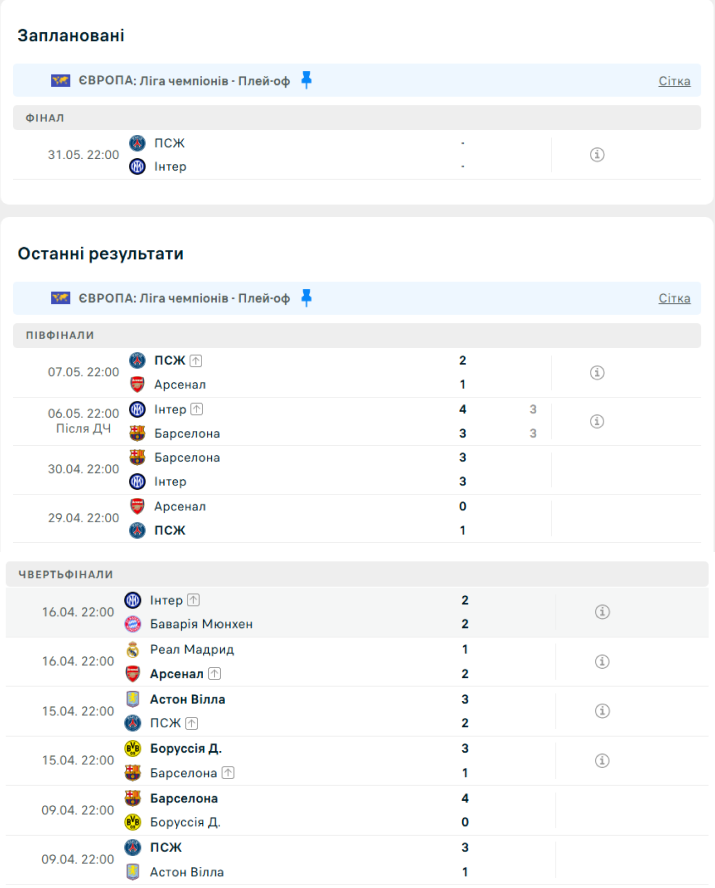 Заплановані
ЄВРОПА: Ліга чемпіонів - Плей-оф Сітка
ФІНАЛ
31.05. 22:00 ПСЖ -
Інтер -
Останні результати
ЄВРОПА: Ліга чемпіонів - Плей-оф Сітка
ПІВФІНАЛИ
07.05. 22:00 ПСЖ 2
Арсенал 1
06.05. 22:00 Інтер 4 3
Після ДЧ Барселона 3 3
30.04. 22:00 Барселона 3
Інтер 3
29.04. 22:00 Арсенал 0
ПСЖ 1
ЧВЕРТЬФІНАЛИ
16.04. 22:00 Інтер 2
Баварія Мюнхен 2
16.04. 22:00 Реал Мадрид 1
Арсенал 2
15.04. 22:00 Астон Вілла 3
ПСЖ 2
15.04. 22:00 Боруссія Д. 3
Барселона 1
09.04. 22:00 Барселона 4
Боруссія Д. 0
09.04. 22:00 ПСЖ 3
Астон Вілла 1